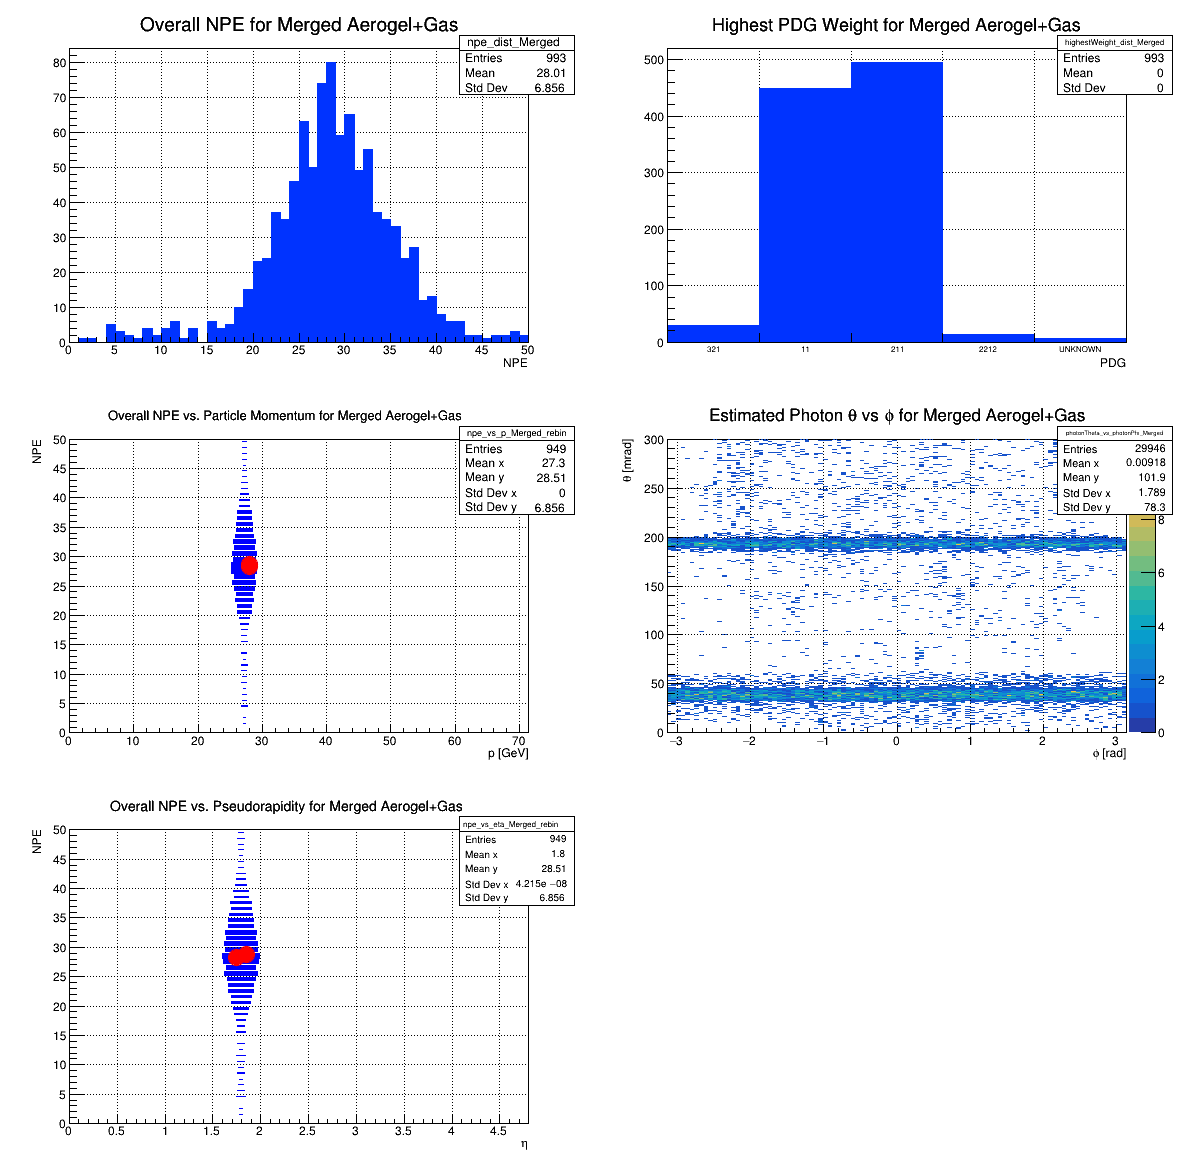 Overall NPE for Merged Aerogel+Gas
npe_dist_Merged
Entries 993
Mean 28.01
Std Dev 6.856
80
70
60
50
40
30
20
10
0
0 5 10 15 20 25 30 35 40 45 50
NPE
Highest PDG Weight for Merged Aerogel+Gas
highestWeight_dist_Merged
Entries 993
Mean 0
Std Dev 0
500
400
300
200
100
0
321 11 211 2212 UNKNOWN
PDG
Overall NPE vs. Particle Momentum for Merged Aerogel+Gas
NPE
npe_vs_p_Merged_rebin
Entries 949
Mean x 27.3
Mean y 28.51
Std Dev x 0
Std Dev y 6.856
50
45
40
35
30
25
20
15
10
5
0
0 10 20 30 40 50 60 70
p [GeV]
Estimated Photon θ vs ϕ for Merged Aerogel+Gas
θ [mrad]
photonTheta_vs_photonPhi_Merged
Entries 29946
Mean x 0.00918
Mean y 101.9
Std Dev x 1.789
Std Dev y 78.3
300
250
200
150
100
50
0
−3 −2 −1 0 1 2 3
ϕ [rad]
8
6
4
2
0
Overall NPE vs. Pseudorapidity for Merged Aerogel+Gas
NPE
npe_vs_eta_Merged_rebin
Entries 949
Mean x 1.8
Mean y 28.51
Std Dev x 4.215e −08
Std Dev y 6.856
50
45
40
35
30
25
20
15
10
5
0
0 0.5 1 1.5 2 2.5 3 3.5 4 4.5
η